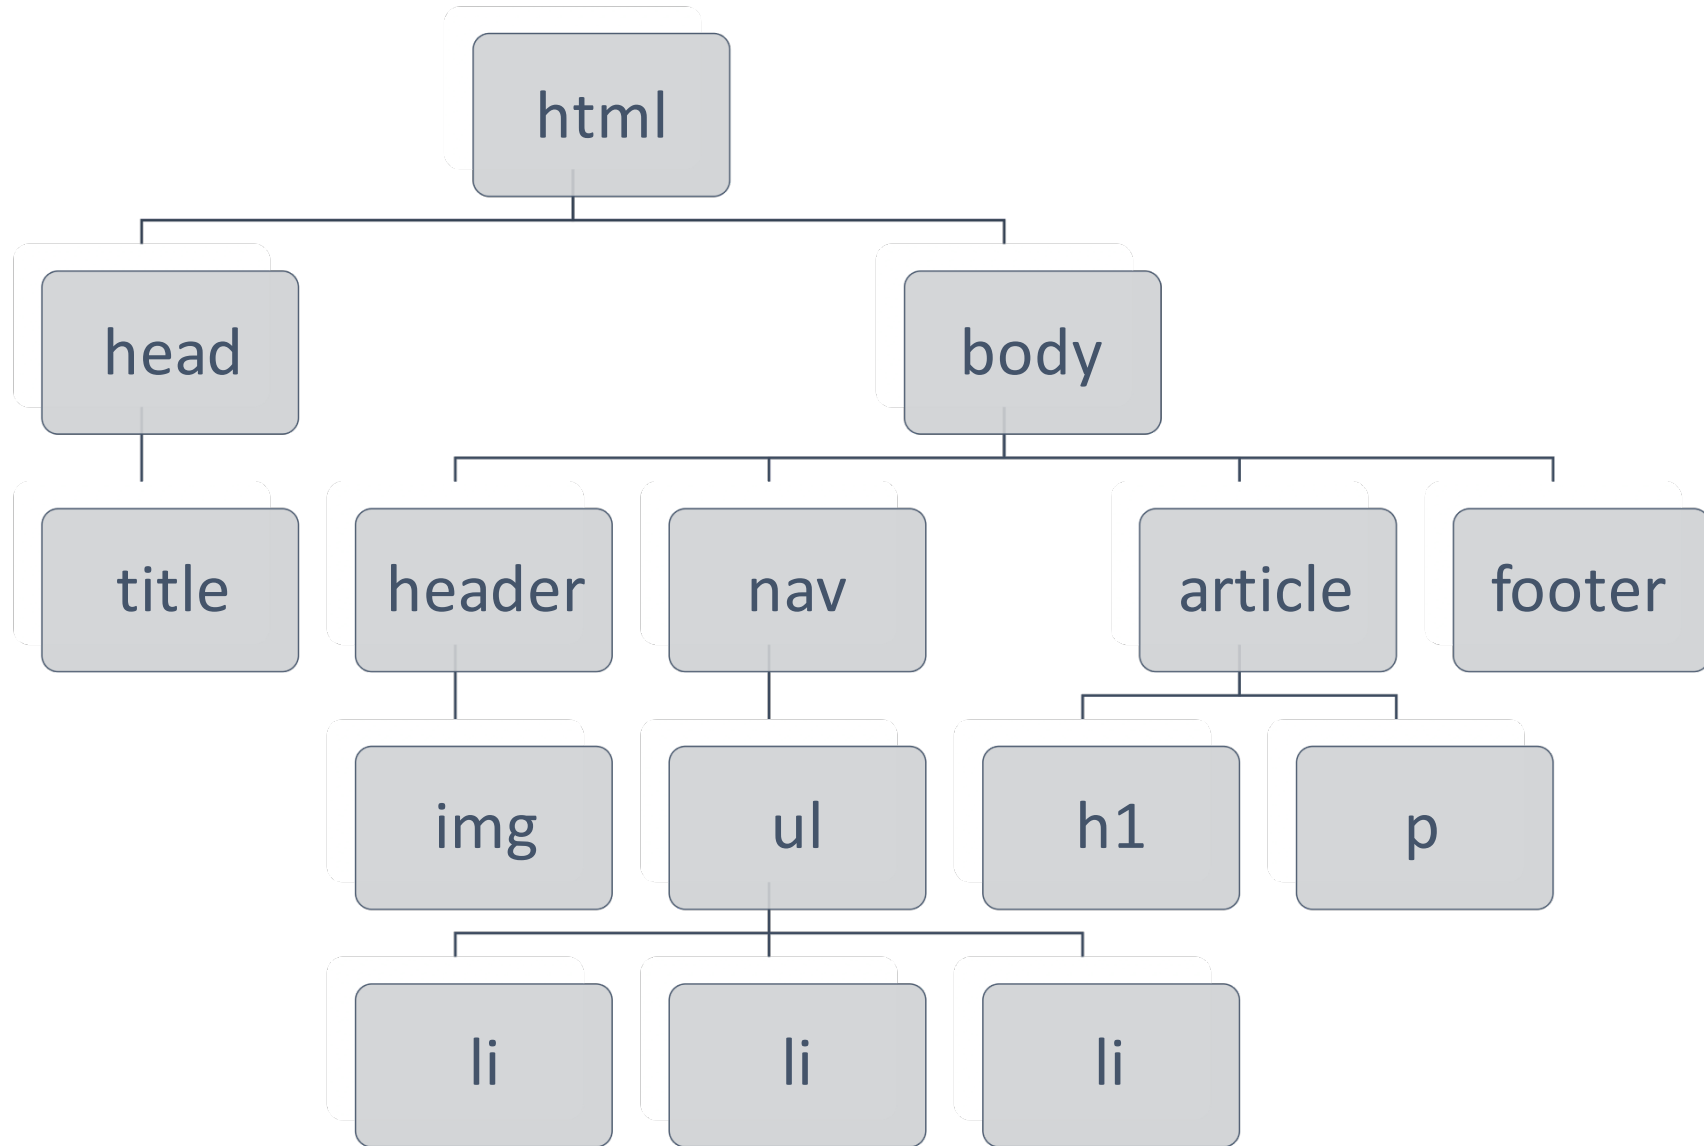 html
head
body
title
header
nav
article
footer
img
ul
h1
p
li
li
li